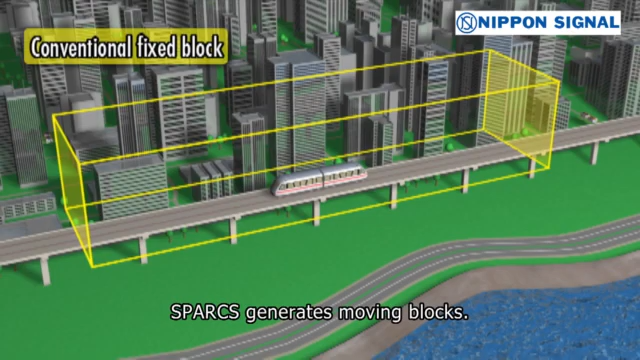 NIPPON SIGNAL
Conventional fixed block
SPARCS generates moving blocks.